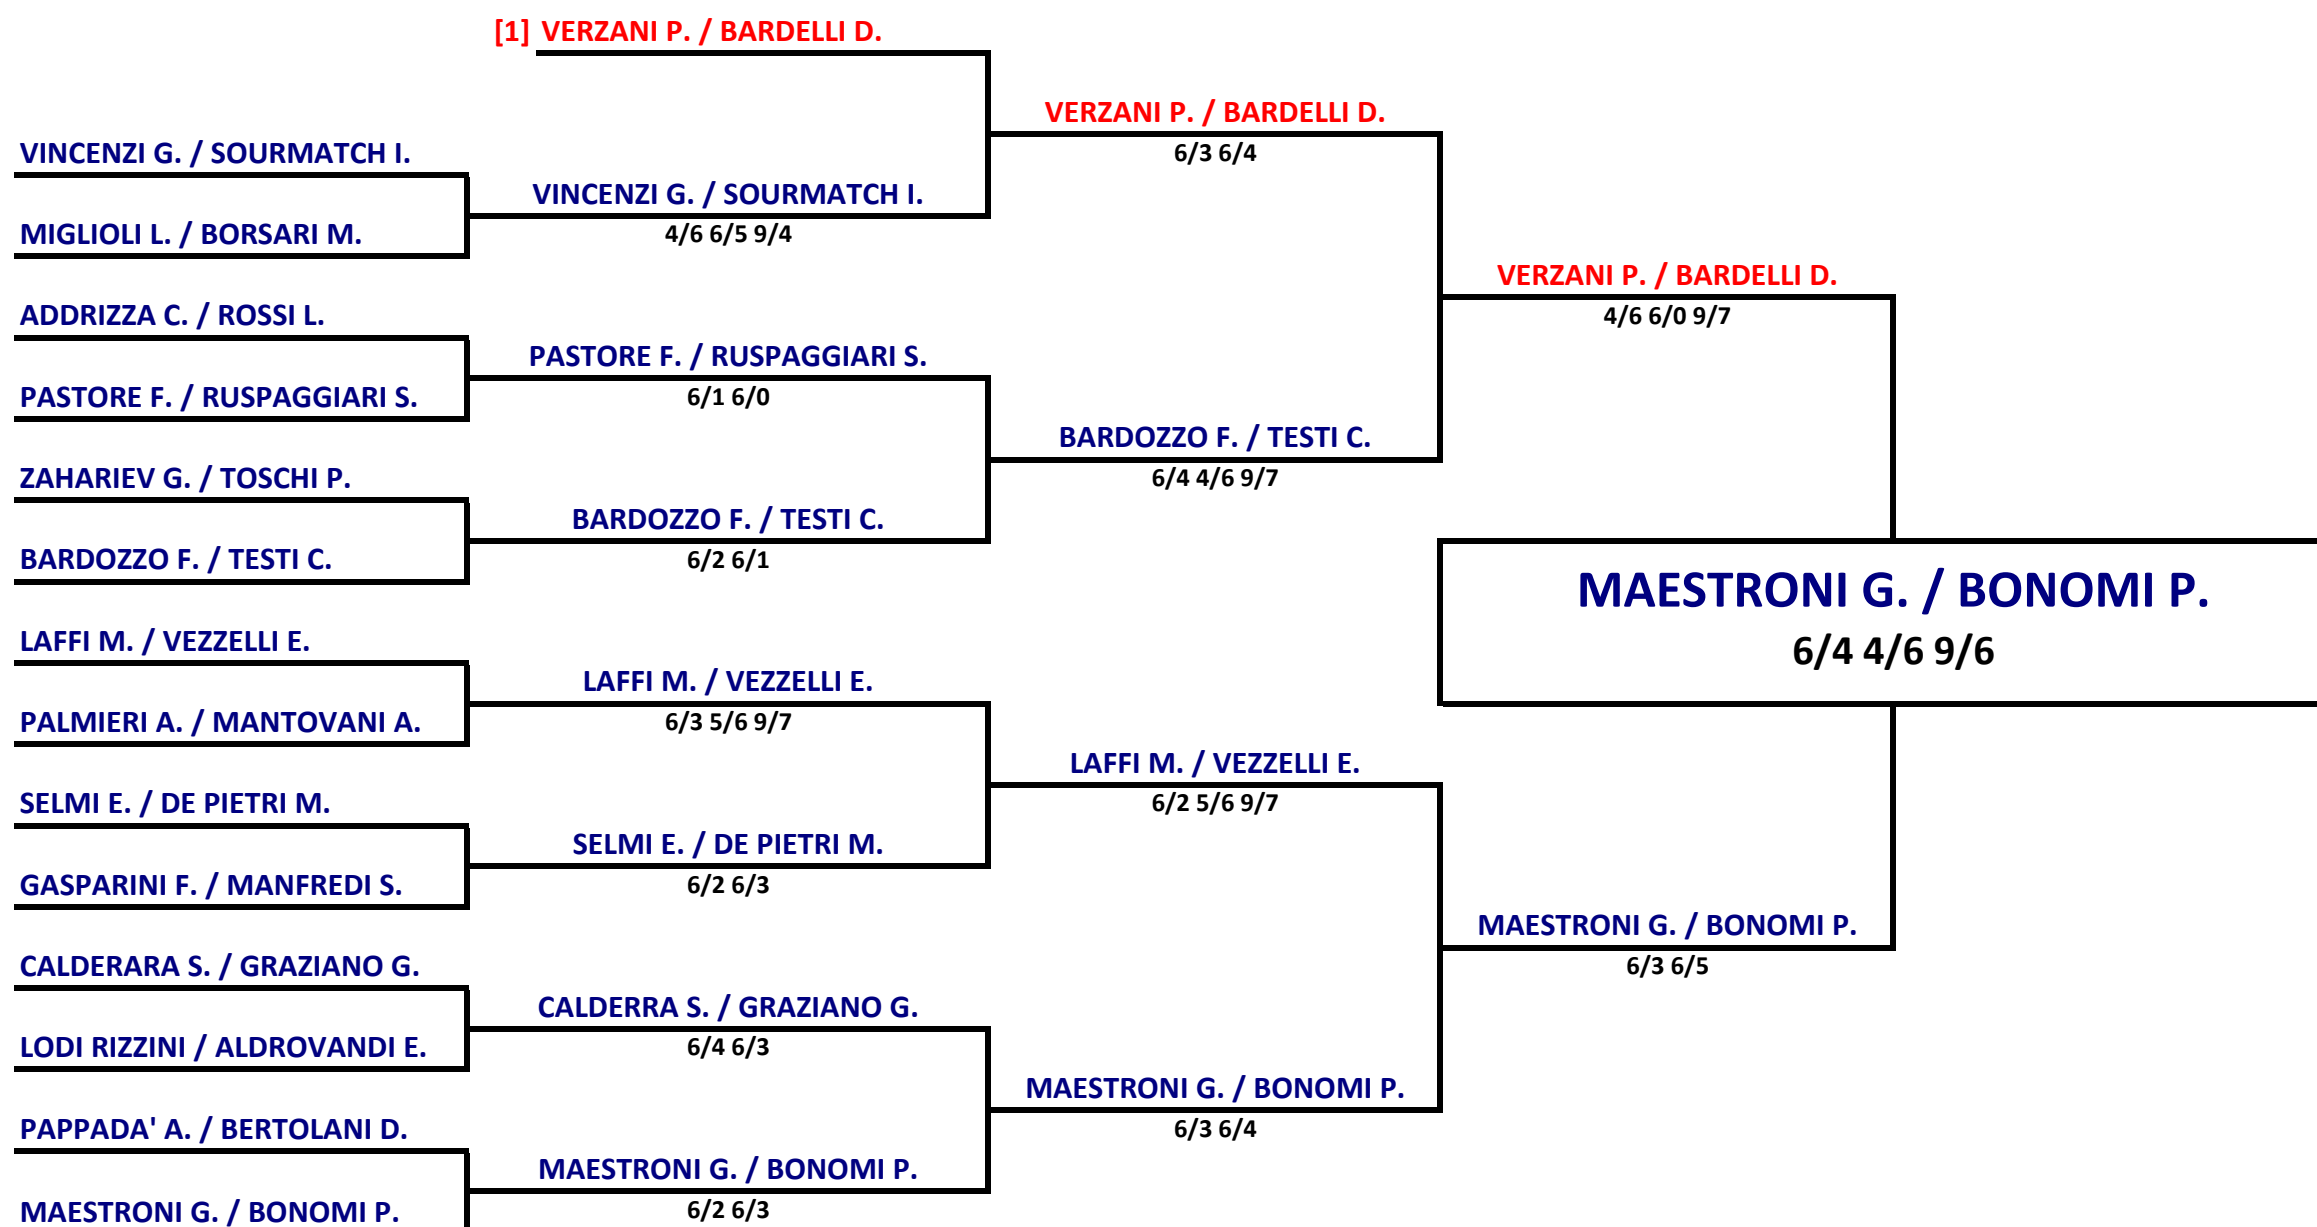 [1] VERZANI P. / BARDELLI D.
VERZANI P. / BARDELLI D.
6/3 6/4
VINCENZI G. / SOURMATCH I.
VINCENZI G. / SOURMATCH I.
4/6 6/5 9/4
MIGLIOLI L. / BORSARI M.
VERZANI P. / BARDELLI D.
4/6 6/0 9/7
ADDRIZZA C. / ROSSI L.
PASTORE F. / RUSPAGGIARI S.
6/1 6/0
PASTORE F. / RUSPAGGIARI S.
BARDOZZO F. / TESTI C.
6/4 4/6 9/7
ZAHARIEV G. / TOSCHI P.
BARDOZZO F. / TESTI C.
6/2 6/1
BARDOZZO F. / TESTI C.
MAESTRONI G. / BONOMI P.
6/4 4/6 9/6
LAFFI M. / VEZZELLI E.
LAFFI M. / VEZZELLI E.
6/3 5/6 9/7
PALMIERI A. / MANTOVANI A.
LAFFI M. / VEZZELLI E.
6/2 5/6 9/7
SELMI E. / DE PIETRI M.
SELMI E. / DE PIETRI M.
6/2 6/3
GASPARINI F. / MANFREDI S.
MAESTRONI G. / BONOMI P.
6/3 6/5
CALDERARA S. / GRAZIANO G.
CALDERRA S. / GRAZIANO G.
6/4 6/3
LODI RIZZINI / ALDROVANDI E.
MAESTRONI G. / BONOMI P.
6/3 6/4
PAPPADA' A. / BERTOLANI D.
MAESTRONI G. / BONOMI P.
6/2 6/3
MAESTRONI G. / BONOMI P.